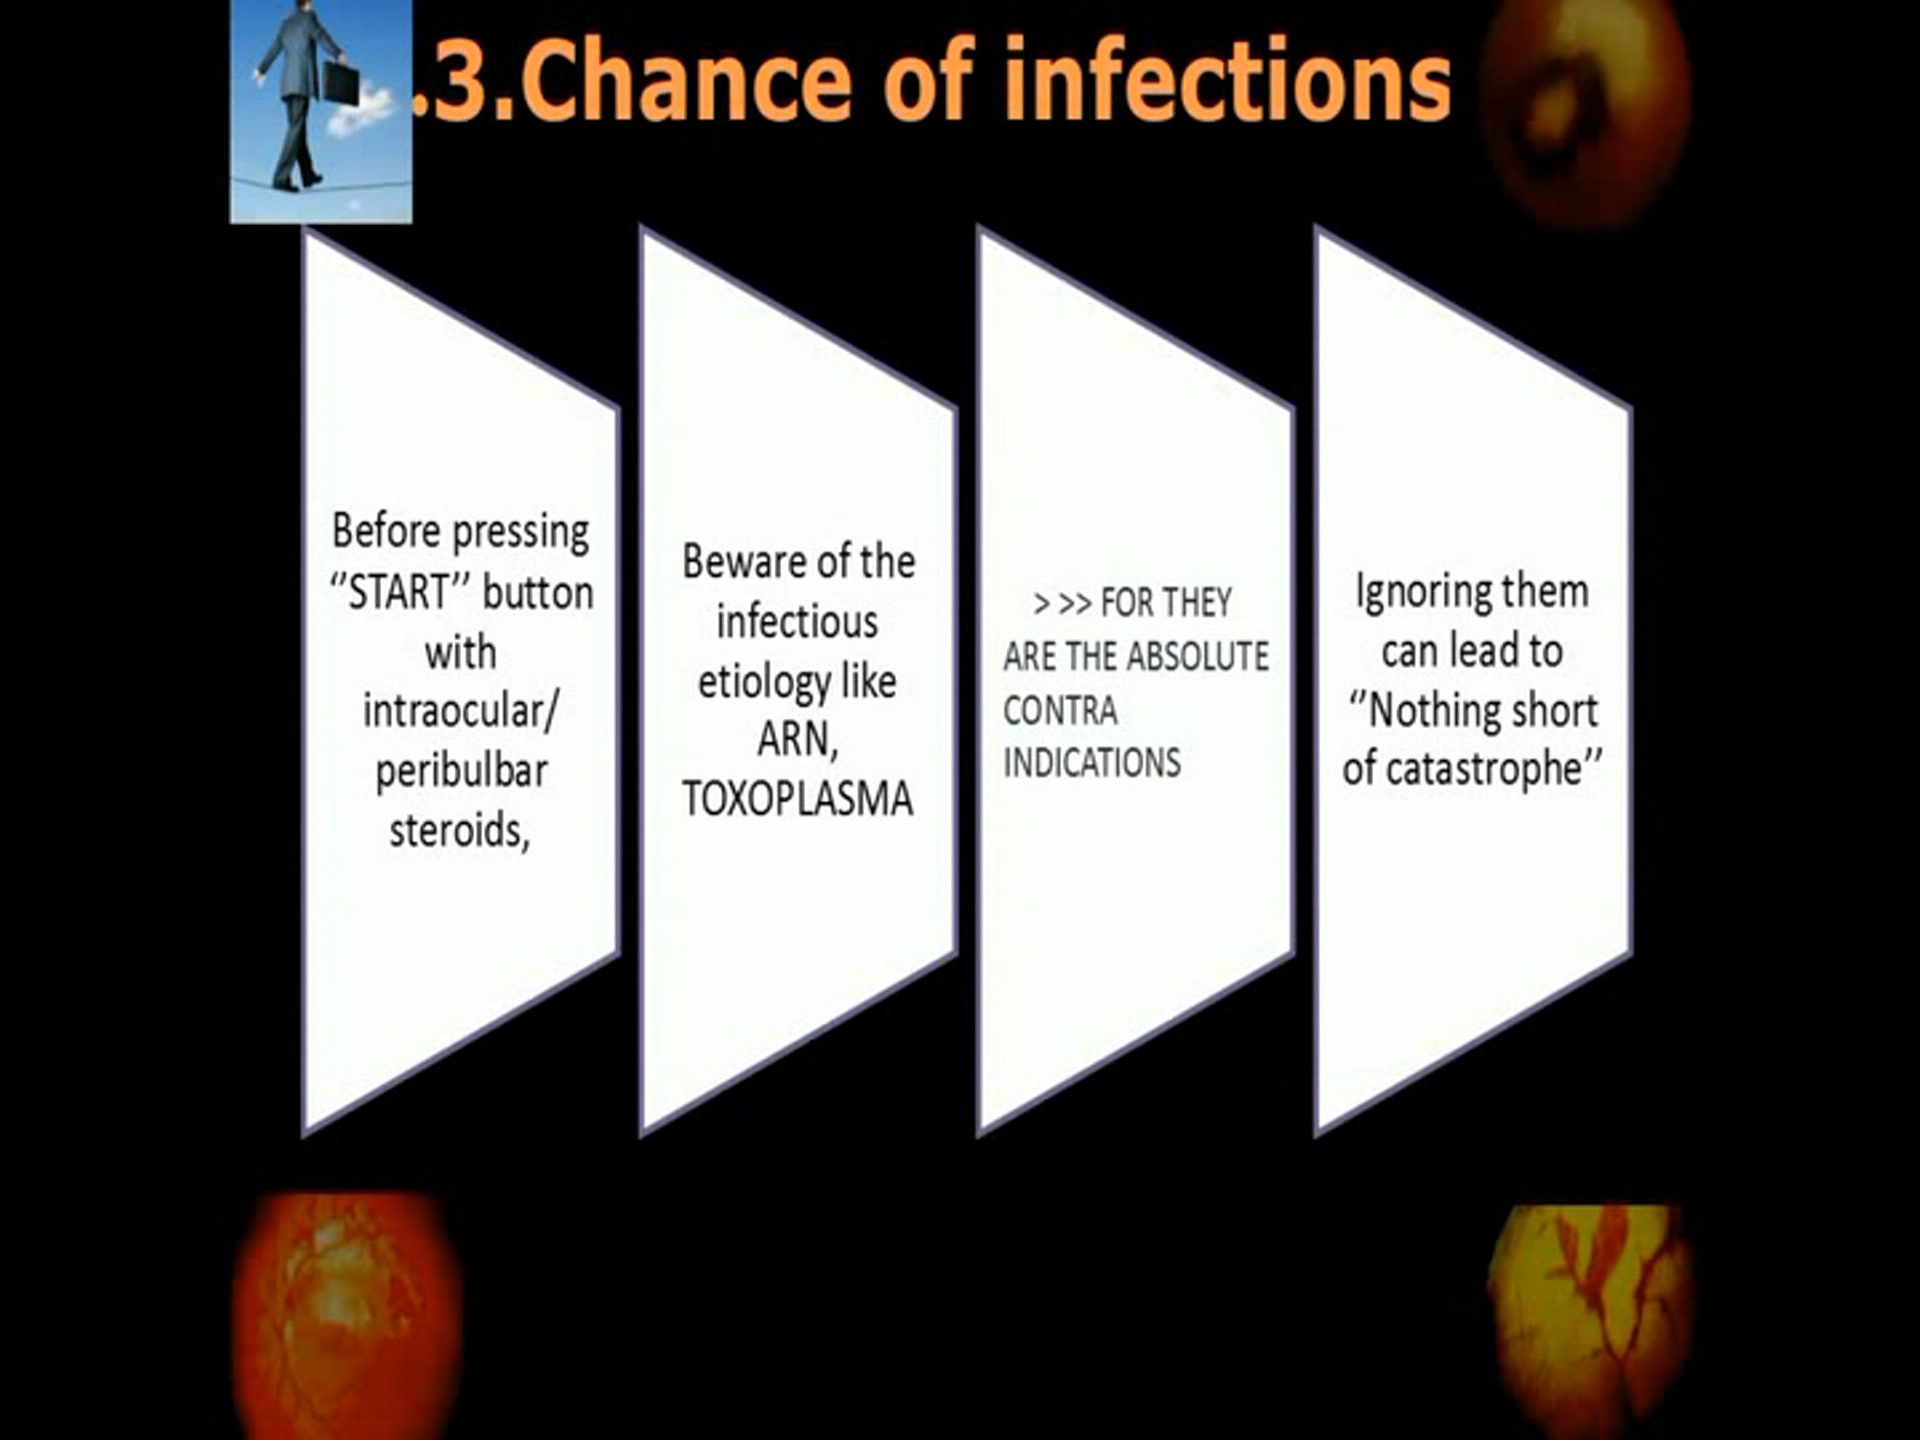 .3.Chance of infections
Before pressing
‘’START’’ button
with
intraocular/
peribulbar
steroids,
Beware of the
infectious
etiology like
ARN,
TOXOPLASMA
> >> FOR THEY
ARE THE ABSOLUTE
CONTRA
INDICATIONS
Ignoring them
can lead to
‘’Nothing short
of catastrophe’’